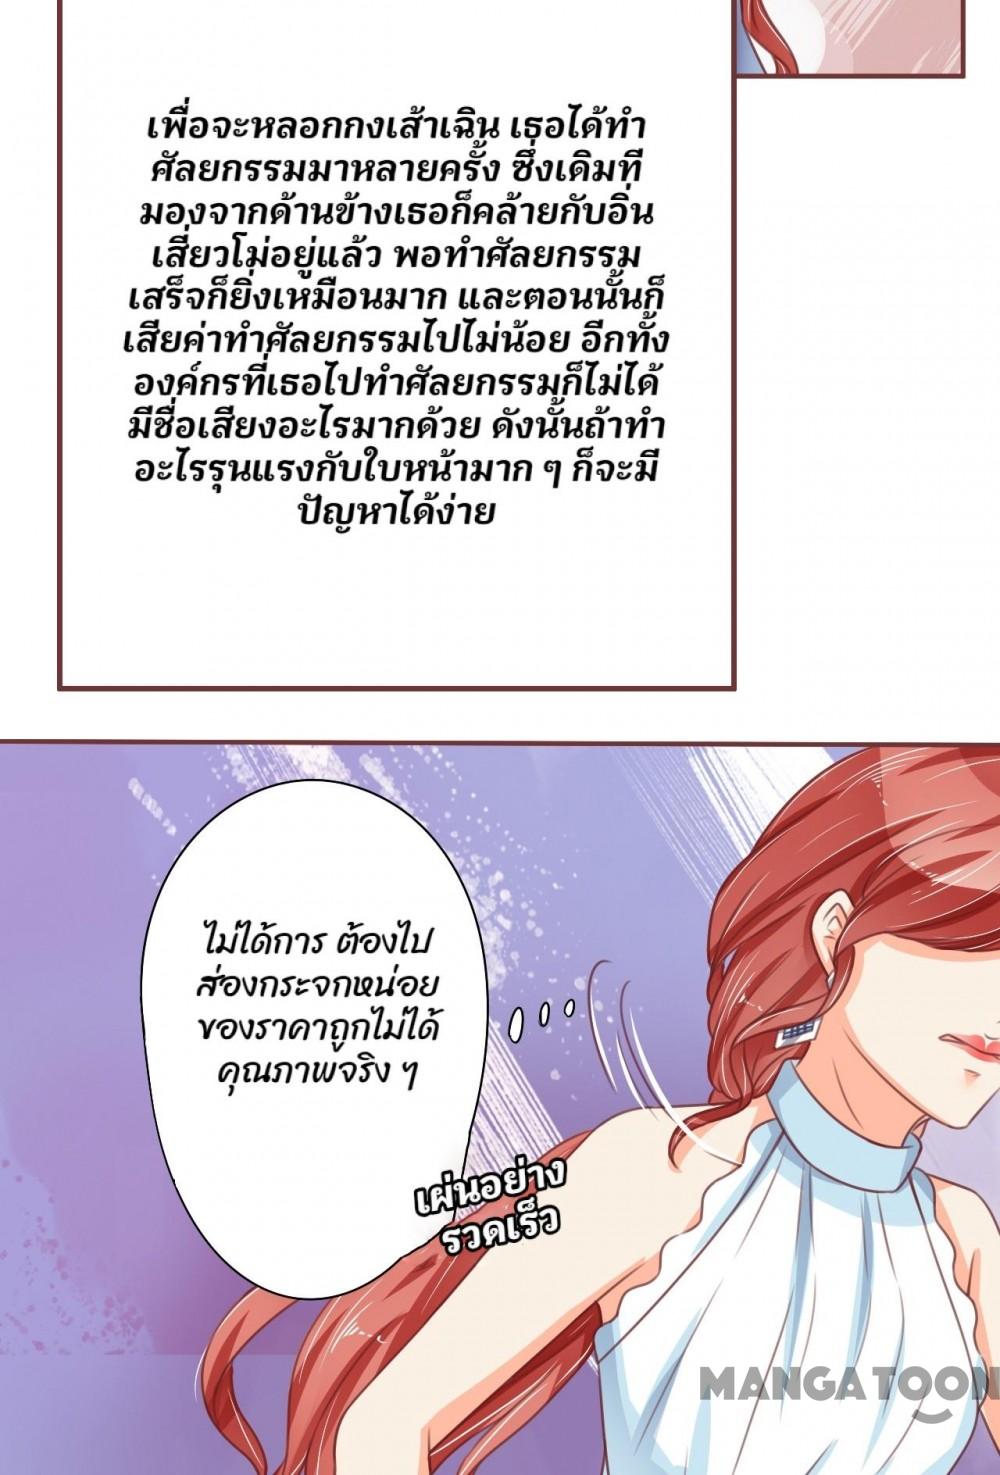 เพื่อจะหลอกกงเส้าเฉิน เธอได้ทำ
ศัลยกรรมมาหลายครั้ง ซึ่งเดิมที
มองจากด้านข้างเธอก็คล้ายกับอิ่น
เสี่ยวโม่อยู่แล้ว พอทำศัลยกรรม
เสร็จก็ยิ่งเหมือนมาก และตอนนั้นก็
เสียค่าทำศัลยกรรมไปไม่น้อย อีกทั้ง
องค์กรที่เธอไปทำศัลยกรรมก็ไม่ได้
มีชื่อเสียงอะไรมากด้วย ดังนั้นถ้าทำ
อะไรรุนแรงกับใบหน้ามาก ๆ ก็จะมี
ปัญหาได้ง่าย
ไม่ได้การ ต้องไป
ส่องกระจกหน่อย
ของราคาถูกไม่ได้
คุณภาพจริง ๆ
เผ่นอย่าง
รวดเร็ว
MANGATOON